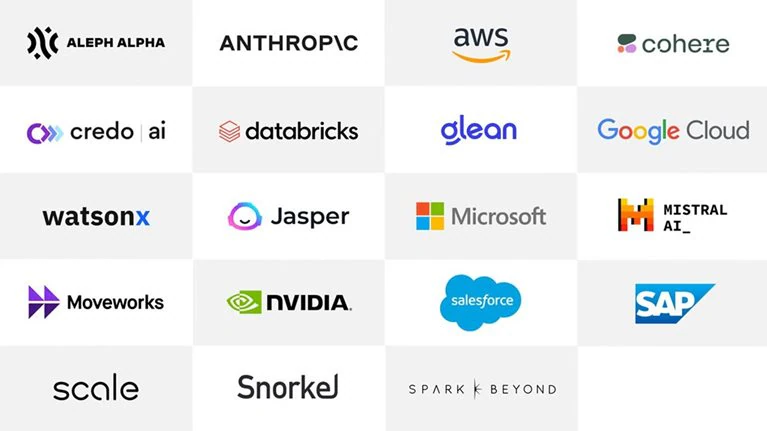 ALEPH ALPHA
ANTHROP\C
aws
cohere
credo | ai
databricks
glean
Google Cloud
watsonx
Jasper
Microsoft
MISTRAL
AI_
Moveworks
NVIDIA.
salesforce
SAP
scale
Snorkel
SPARK BEYOND